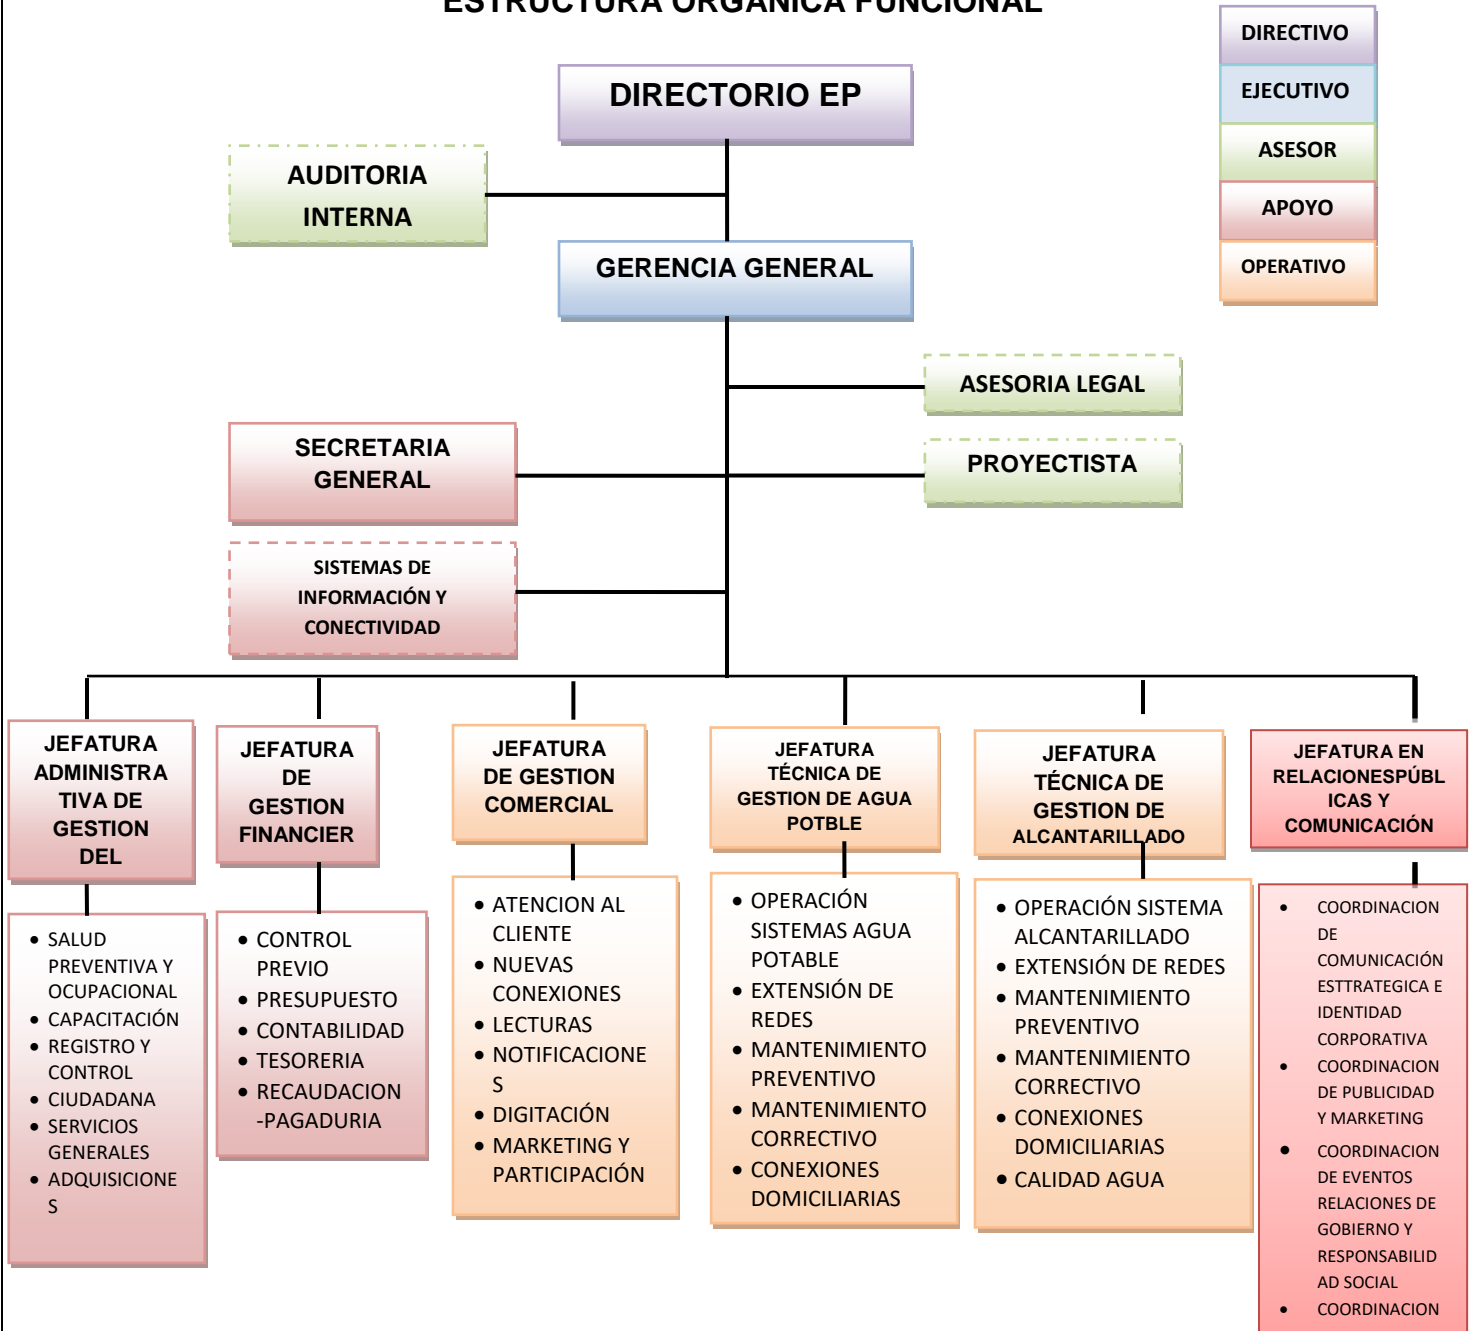 ESTRUCTURA ORGÁNICA FUNCIONAL
DIRECTIVO
EJECUTIVO
ASESOR
APOYO
OPERATIVO
DIRECTORIO EP
AUDITORIA
INTERNA
GERENCIA GENERAL
ASESORIA LEGAL
SECRETARIA
GENERAL
PROYECTISTA
SISTEMAS DE
INFORMACIÓN Y
CONECTIVIDAD
JEFATURA
ADMINISTRA
TIVA DE
GESTION
DEL
JEFATURA
DE
GESTION
FINANCIER
JEFATURA
DE GESTION
COMERCIAL
JEFATURA
TÉCNICA DE
GESTION DE AGUA
POTBLE
JEFATURA
TÉCNICA DE
GESTION DE
ALCANTARILLADO
JEFATURA EN
RELACIONESPÚBL
ICAS Y
COMUNICACIÓN
• SALUD
PREVENTIVA Y
OCUPACIONAL
• CAPACITACIÓN
• REGISTRO Y
CONTROL
• CIUDADANA
• SERVICIOS
GENERALES
• ADQUISICIONE
S
• CONTROL
PREVIO
• PRESUPUESTO
• CONTABILIDAD
• TESORERIA
• RECAUDACION
-PAGADURIA
• ATENCION AL
CLIENTE
• NUEVAS
CONEXIONES
• LECTURAS
• NOTIFICACIONE
S
• DIGITACIÓN
• MARKETING Y
PARTICIPACIÓN
• OPERACIÓN
SISTEMAS AGUA
POTABLE
• EXTENSIÓN DE
REDES
• MANTENIMIENTO
PREVENTIVO
• MANTENIMIENTO
CORRECTIVO
• CONEXIONES
DOMICILIARIAS
• OPERACIÓN SISTEMA
ALCANTARILLADO
• EXTENSIÓN DE REDES
• MANTENIMIENTO
PREVENTIVO
• MANTENIMIENTO
CORRECTIVO
• CONEXIONES
DOMICILIARIAS
• CALIDAD AGUA
• COORDINACION
DE
COMUNICACIÓN
ESTTRATEGICA E
IDENTIDAD
CORPORATIVA
• COORDINACION
DE PUBLICIDAD
Y MARKETING
• COORDINACION
DE EVENTOS
RELACIONES DE
GOBIERNO Y
RESPONSABILID
AD SOCIAL
• COORDINACION